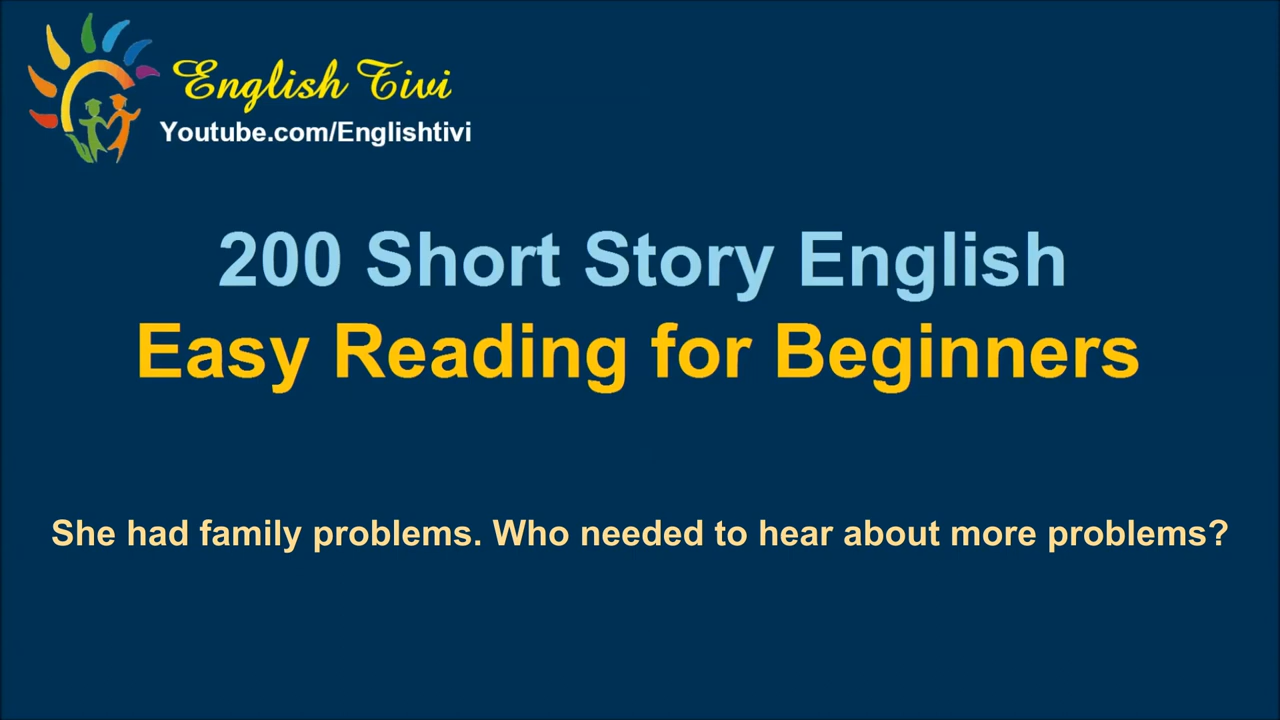 English Tivi
Youtube.com/Englishtivi
200 Short Story English
Easy Reading for Beginners
She had family problems. Who needed to hear about more problems?